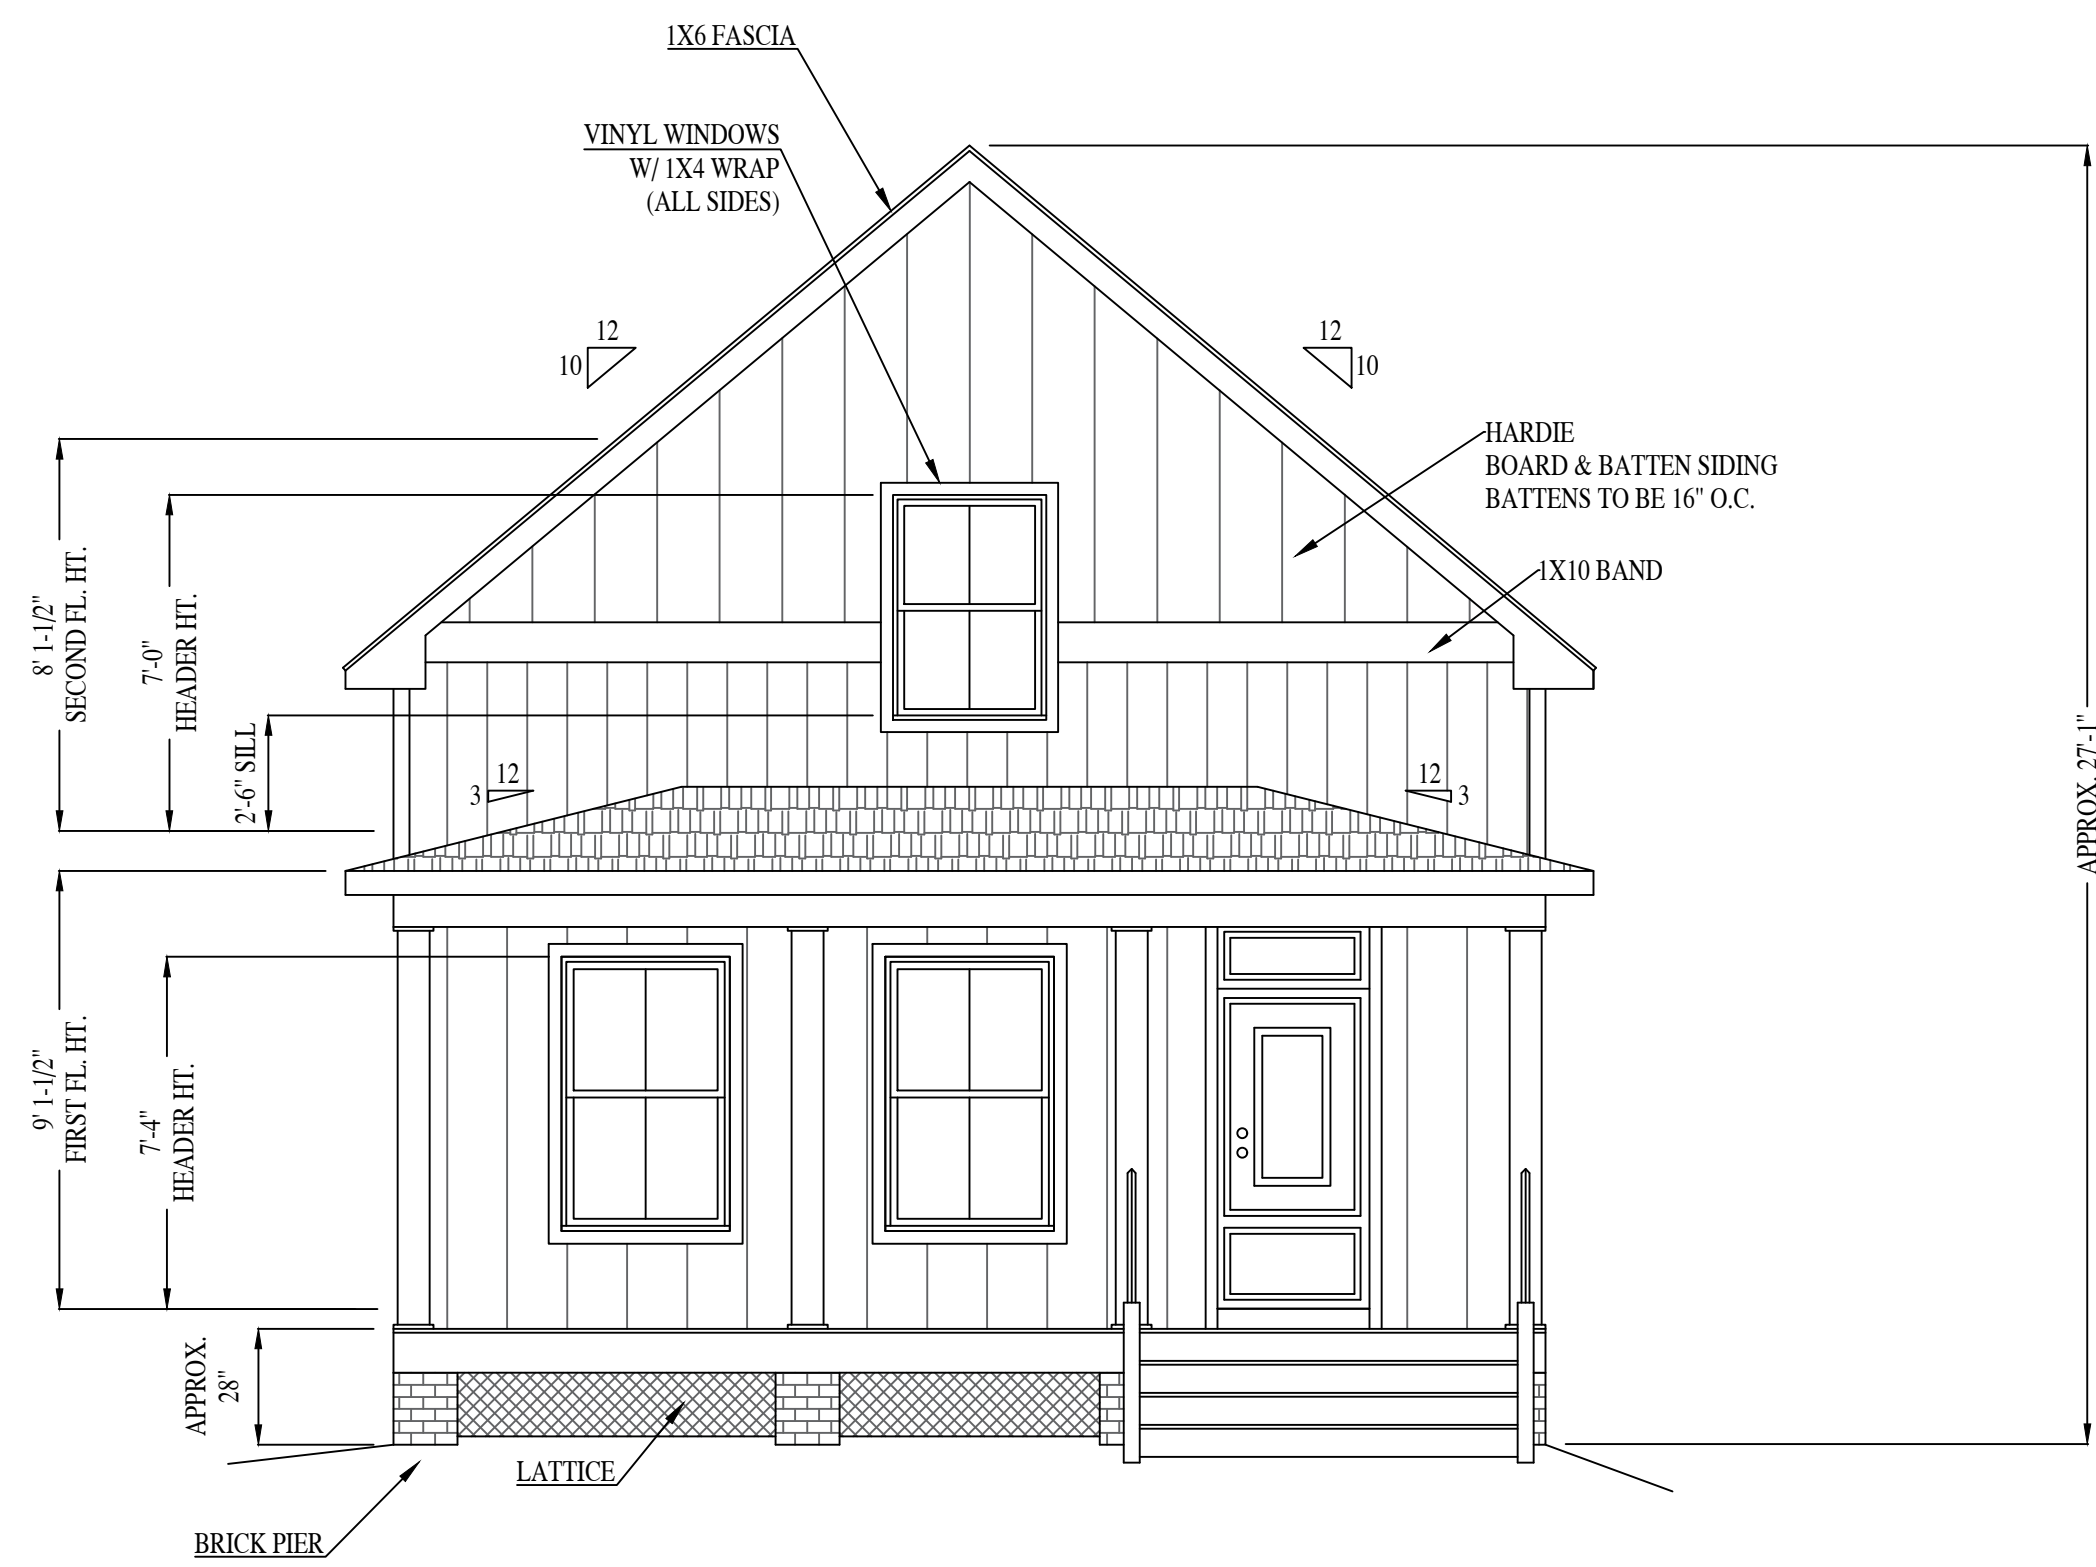 1X6 FASCIA
VINYL WINDOWS
W/ 1X4 WRAP
(ALL SIDES)
12
10
12
10
HARDIE
BOARD & BATTEN SIDING
BATTENS TO BE 16" O.C.
1X10 BAND
8' 1-1/2"
SECOND FL. HT.
7'-0"
HEADER HT.
2'-6" SILL
12
3
12
3
APPROX. 27'-1"
9' 1-1/2"
FIRST FL. HT.
7'-4"
HEADER HT.
APPROX.
28"
LATTICE
BRICK PIER